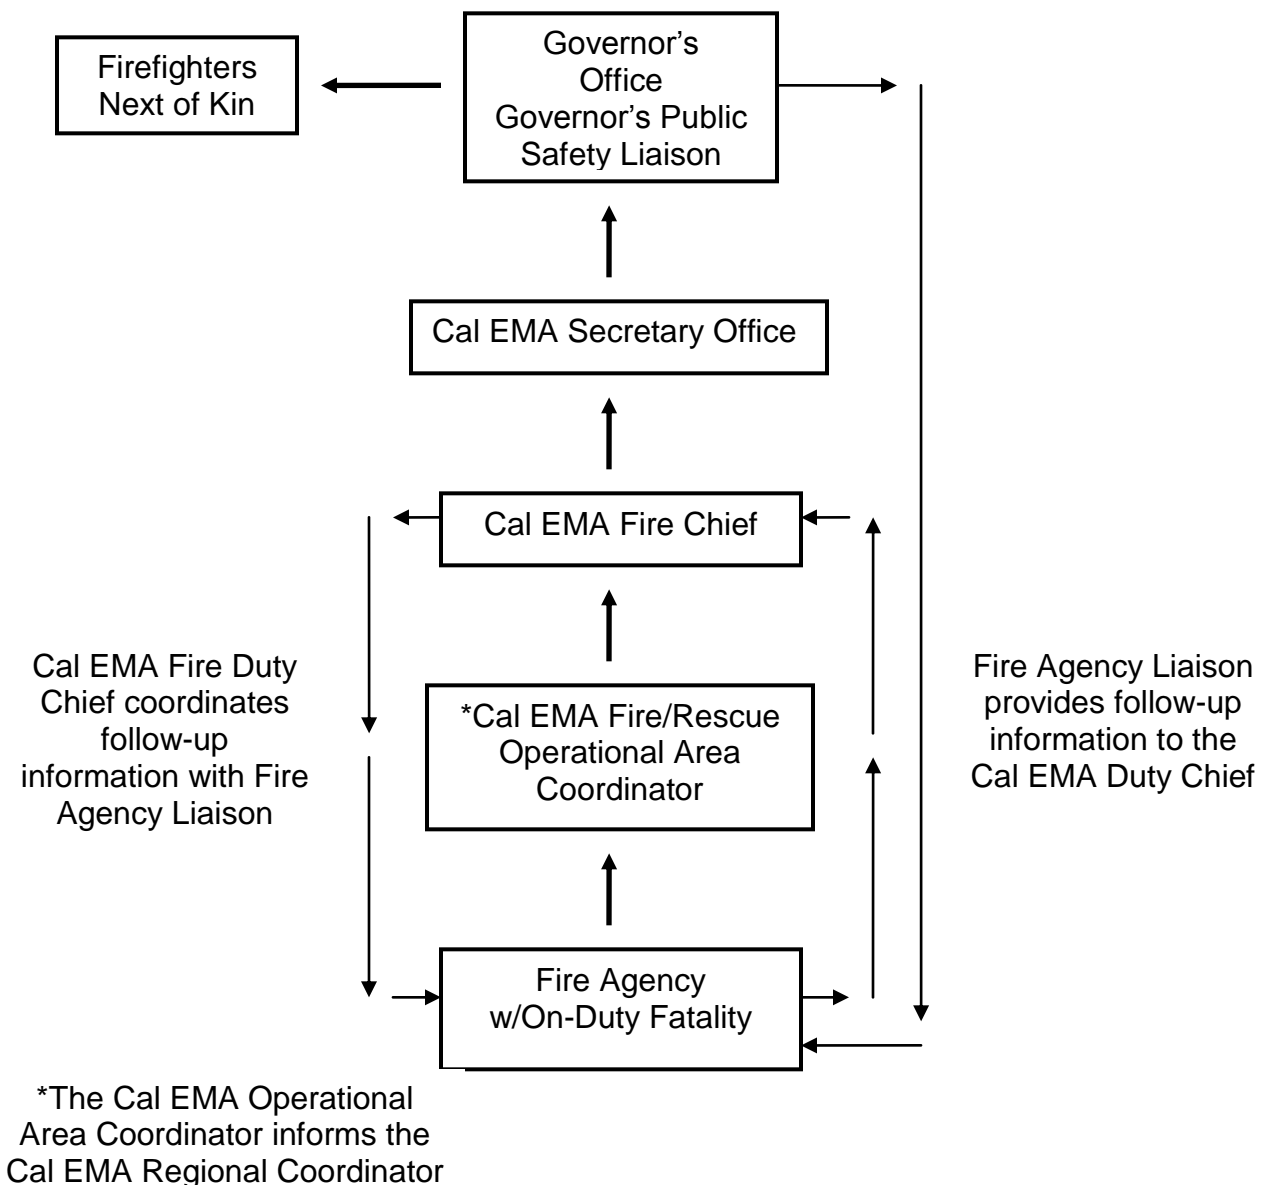 Firefighters
Next of Kin
Governor’s
Office
Governor’s Public
Safety Liaison
Cal EMA Secretary Office
Cal EMA Fire Chief
Cal EMA Fire Duty
Chief coordinates
follow-up
information with Fire
Agency Liaison
*Cal EMA Fire/Rescue
Operational Area
Coordinator
Fire Agency Liaison
provides follow-up
information to the
Cal EMA Duty Chief
Fire Agency
w/On-Duty Fatality
*The Cal EMA Operational
Area Coordinator informs the
Cal EMA Regional Coordinator